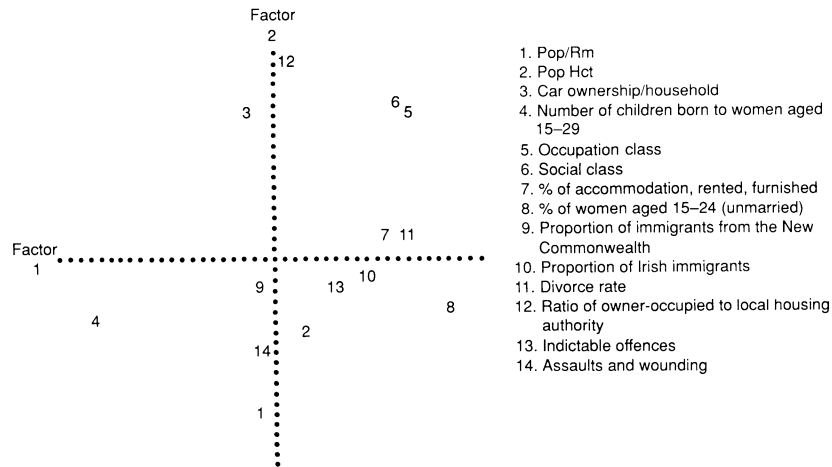 Factor
2
12
3
6
5
7 11
Factor
1
10
9
13
8
4
2
14
1
1. Pop/Rm
2. Pop Hct
3. Car ownership/household
4. Number of children born to women aged
15–29
5. Occupation class
6. Social class
7. % of accommodation, rented, furnished
8. % of women aged 15–24 (unmarried)
9. Proportion of immigrants from the New
Commonwealth
10. Proportion of Irish immigrants
11. Divorce rate
12. Ratio of owner-occupied to local housing
authority
13. Indictable offences
14. Assaults and wounding